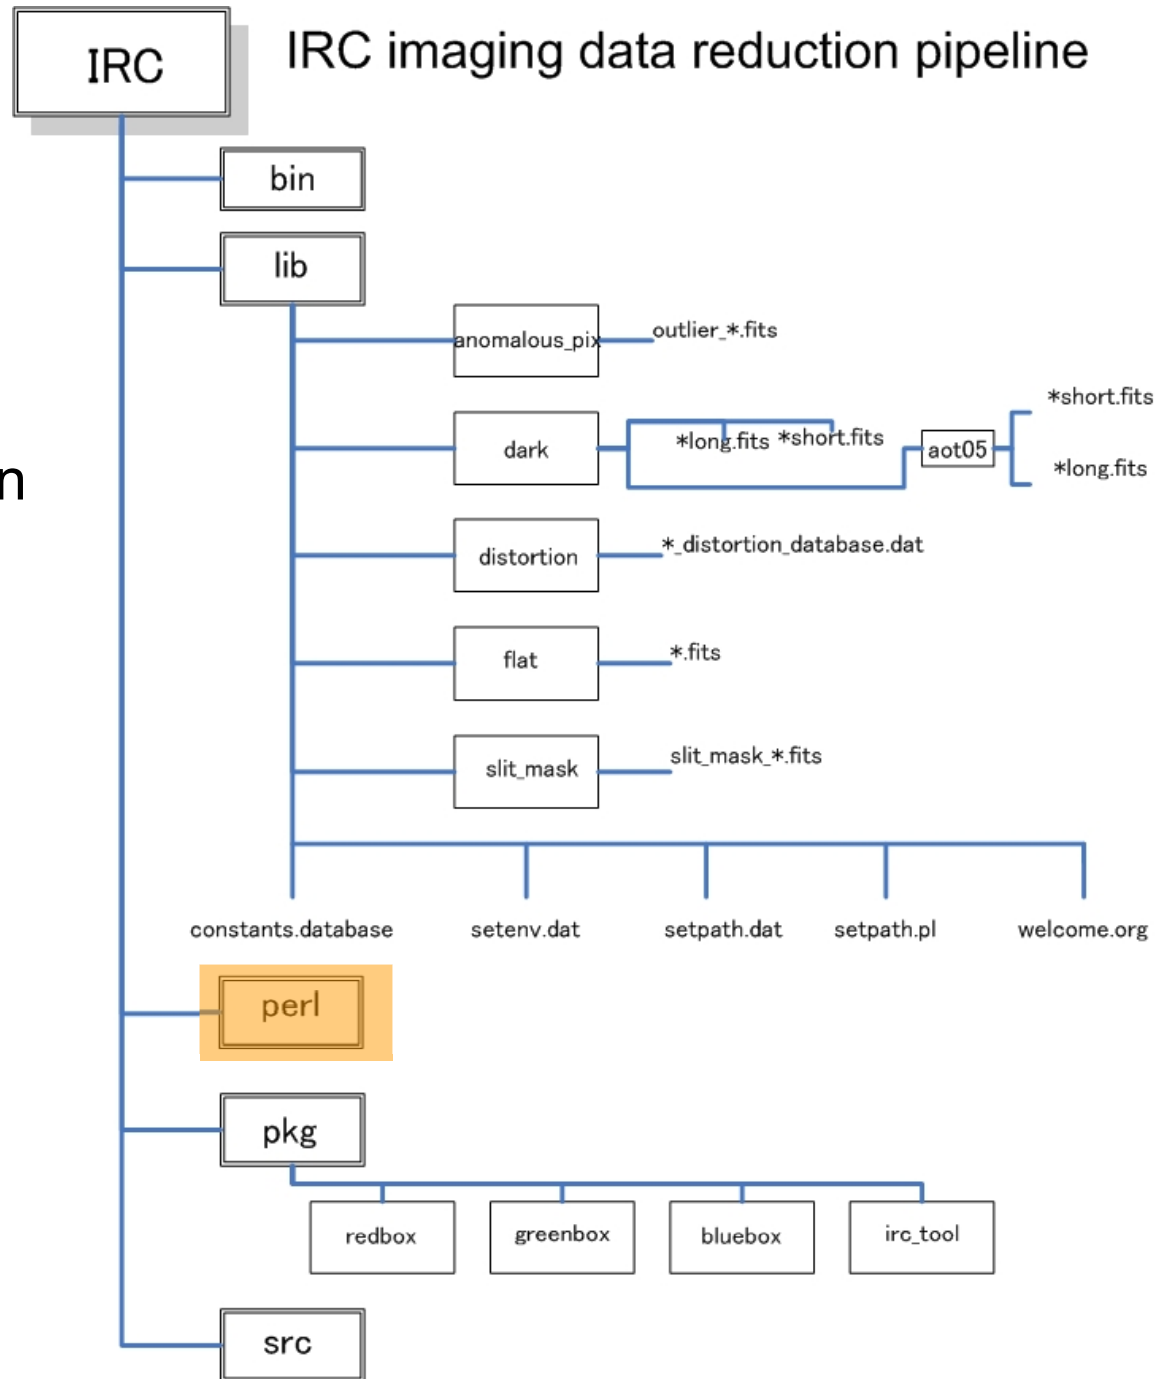 IRC
IRC imaging data reduction pipeline
bin
lib
anomalous_pix
outlier_*.fits
*short.fits
dark
*long.fits
*short.fits
aot05
*long.fits
n
distortion
*_distortion_database.dat
flat
*.fits
slit_mask
slit_mask_*.fits
constants.database
setenv.dat
setpath.dat
setpath.pl
welcome.org
perl
pkg
redbox
greenbox
bluebox
irc_tool
src